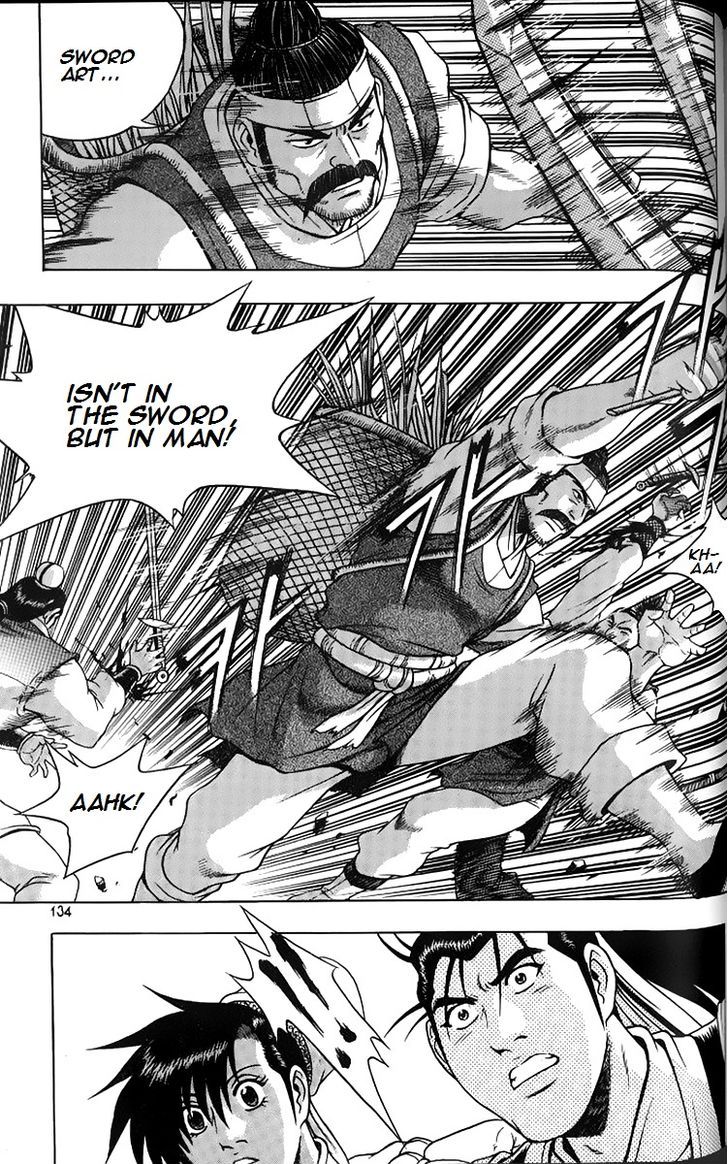 SWORD
ART...
ISN'T IN
THE SWORD,
BUT IN MAN!
KH-
AA!
AAHK!
134
!!